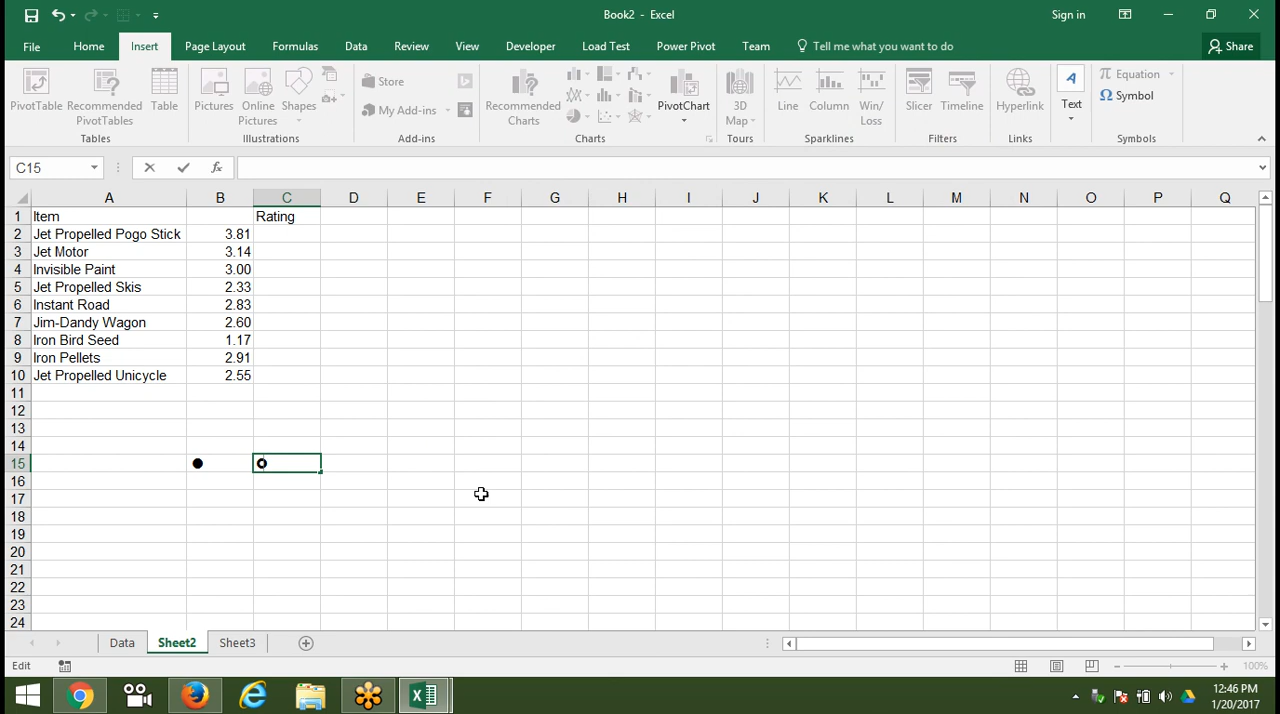 Book2 - Excel
Sign in
File Home Insert Page Layout Formulas Data Review View Developer Load Test Power Pivot Team Tell me what you want to do Share
PivotTable Recommended PivotTables Table
Tables
Pictures Online Pictures Shapes
Illustrations
Store
My Add-ins
Add-ins
Recommended Charts
PivotChart
Charts
3D Map
Tours
Line Column Win/Loss
Sparklines
Slicer Timeline
Filters
Hyperlink
Links
Text
Equation
Symbol
Symbols
C15
fx
A B C D E F G H I J K L M N O P Q
1 Item Rating
2 Jet Propelled Pogo Stick 3.81
3 Jet Motor 3.14
4 Invisible Paint 3.00
5 Jet Propelled Skis 2.33
6 Instant Road 2.83
7 Jim-Dandy Wagon 2.60
8 Iron Bird Seed 1.17
9 Iron Pellets 2.91
10 Jet Propelled Unicycle 2.55
11
12
13
14
15
16
17
18
19
20
21
22
23
24
Data Sheet2 Sheet3
Edit
100%
12:46 PM
1/20/2017